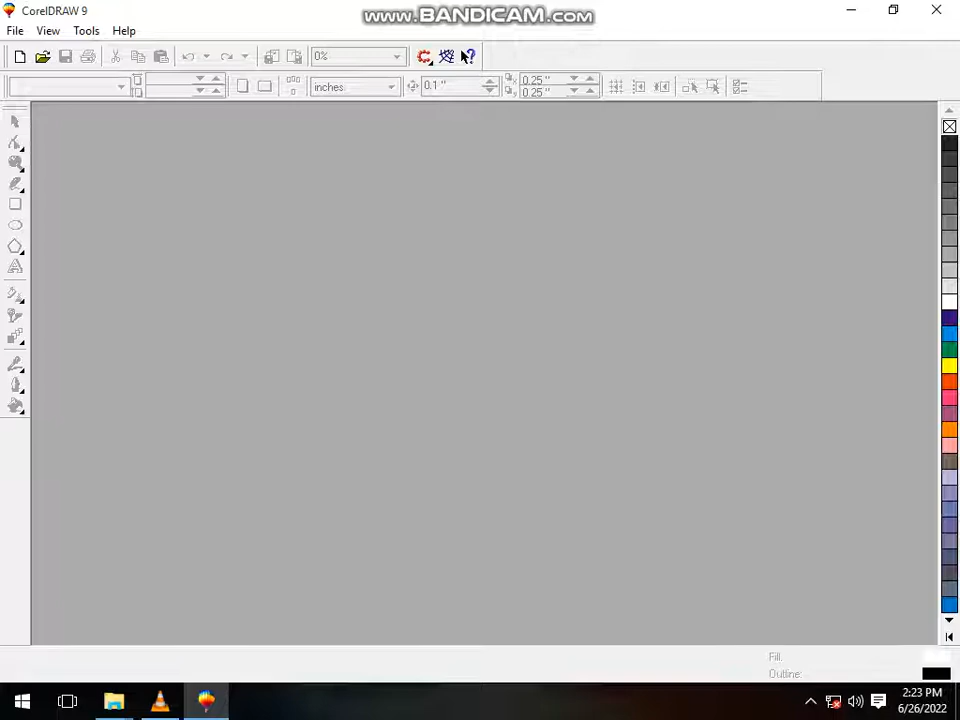 www.BANDICAM.com
CorelDRAW 9
File View Tools Help
0%
inches 0.1 " 0.25 "
0.25 "
Fill:
Outline:
2:23 PM
6/26/2022